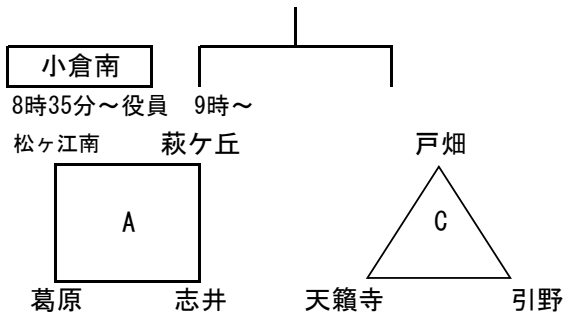 小倉南
8時35分～役員　9時～
松ヶ江南　萩ケ丘　戸畑
A　C
葛原　志井　天籟寺　引野